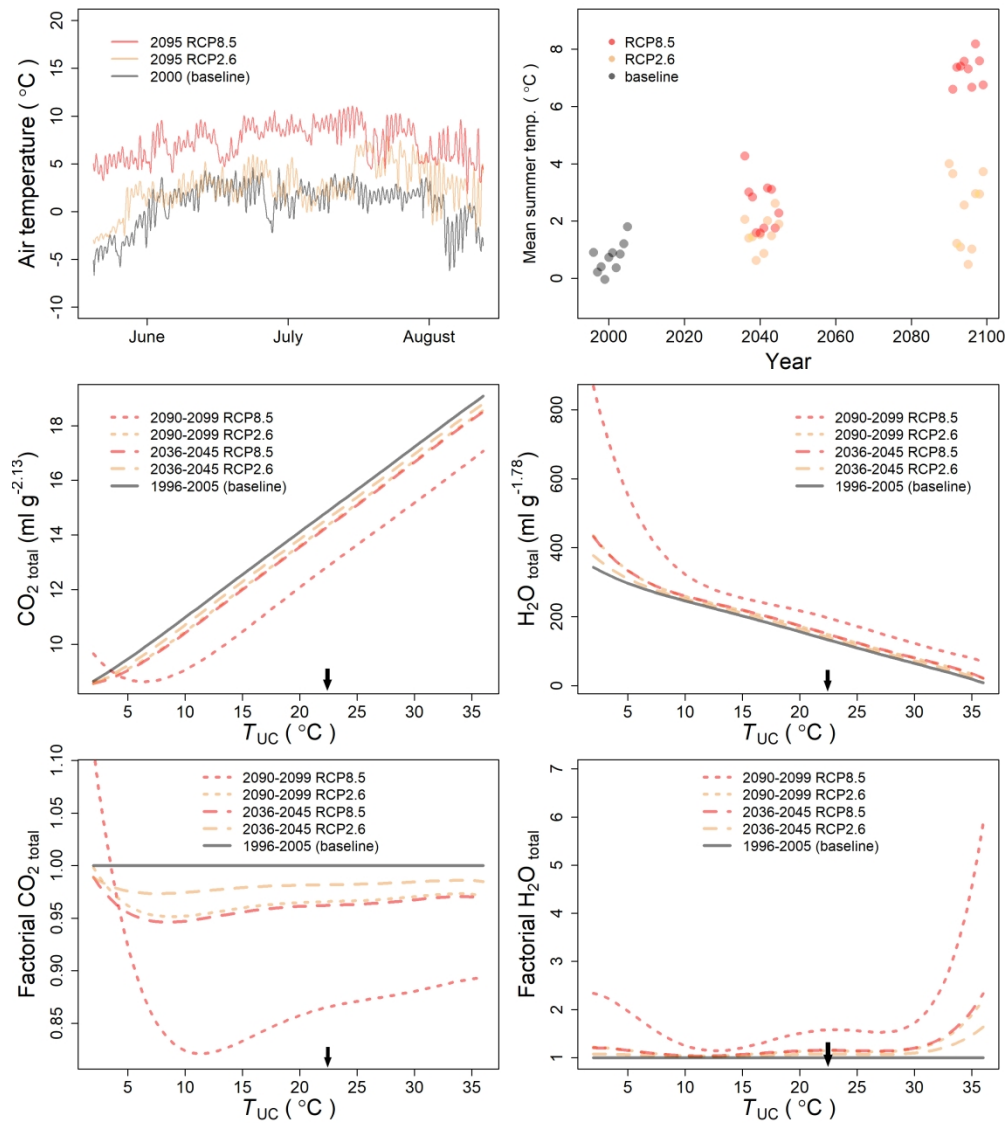 2095 RCP8.5
2095 RCP2.6
2000 (baseline)
Air temperature ( °C)
10
5
0
-5
-10
20
15
June
July
August
RCP8.5
RCP2.6
baseline
Mean summer temp. ( °C)
8
6
4
2
0
2000
2020
2040
2060
2080
2100
Year
2090-2099 RCP8.5
2090-2099 RCP2.6
2036-2045 RCP8.5
2036-2045 RCP2.6
1996-2005 (baseline)
CO2 total (ml g-2.13)
18
16
14
12
10
5
10
15
20
25
30
35
TUC ( °C)
2090-2099 RCP8.5
2090-2099 RCP2.6
2036-2045 RCP8.5
2036-2045 RCP2.6
1996-2005 (baseline)
H2O total (ml g-1.78)
800
600
400
200
0
5
10
15
20
25
30
35
TUC ( °C)
2090-2099 RCP8.5
2090-2099 RCP2.6
2036-2045 RCP8.5
2036-2045 RCP2.6
1996-2005 (baseline)
Factorial CO2 total
1.10
1.05
1.00
0.95
0.90
0.85
5
10
15
20
25
30
35
TUC ( °C)
2090-2099 RCP8.5
2090-2099 RCP2.6
2036-2045 RCP8.5
2036-2045 RCP2.6
1996-2005 (baseline)
Factorial H2O total
7
6
5
4
3
2
1
5
10
15
20
25
30
35
TUC ( °C)